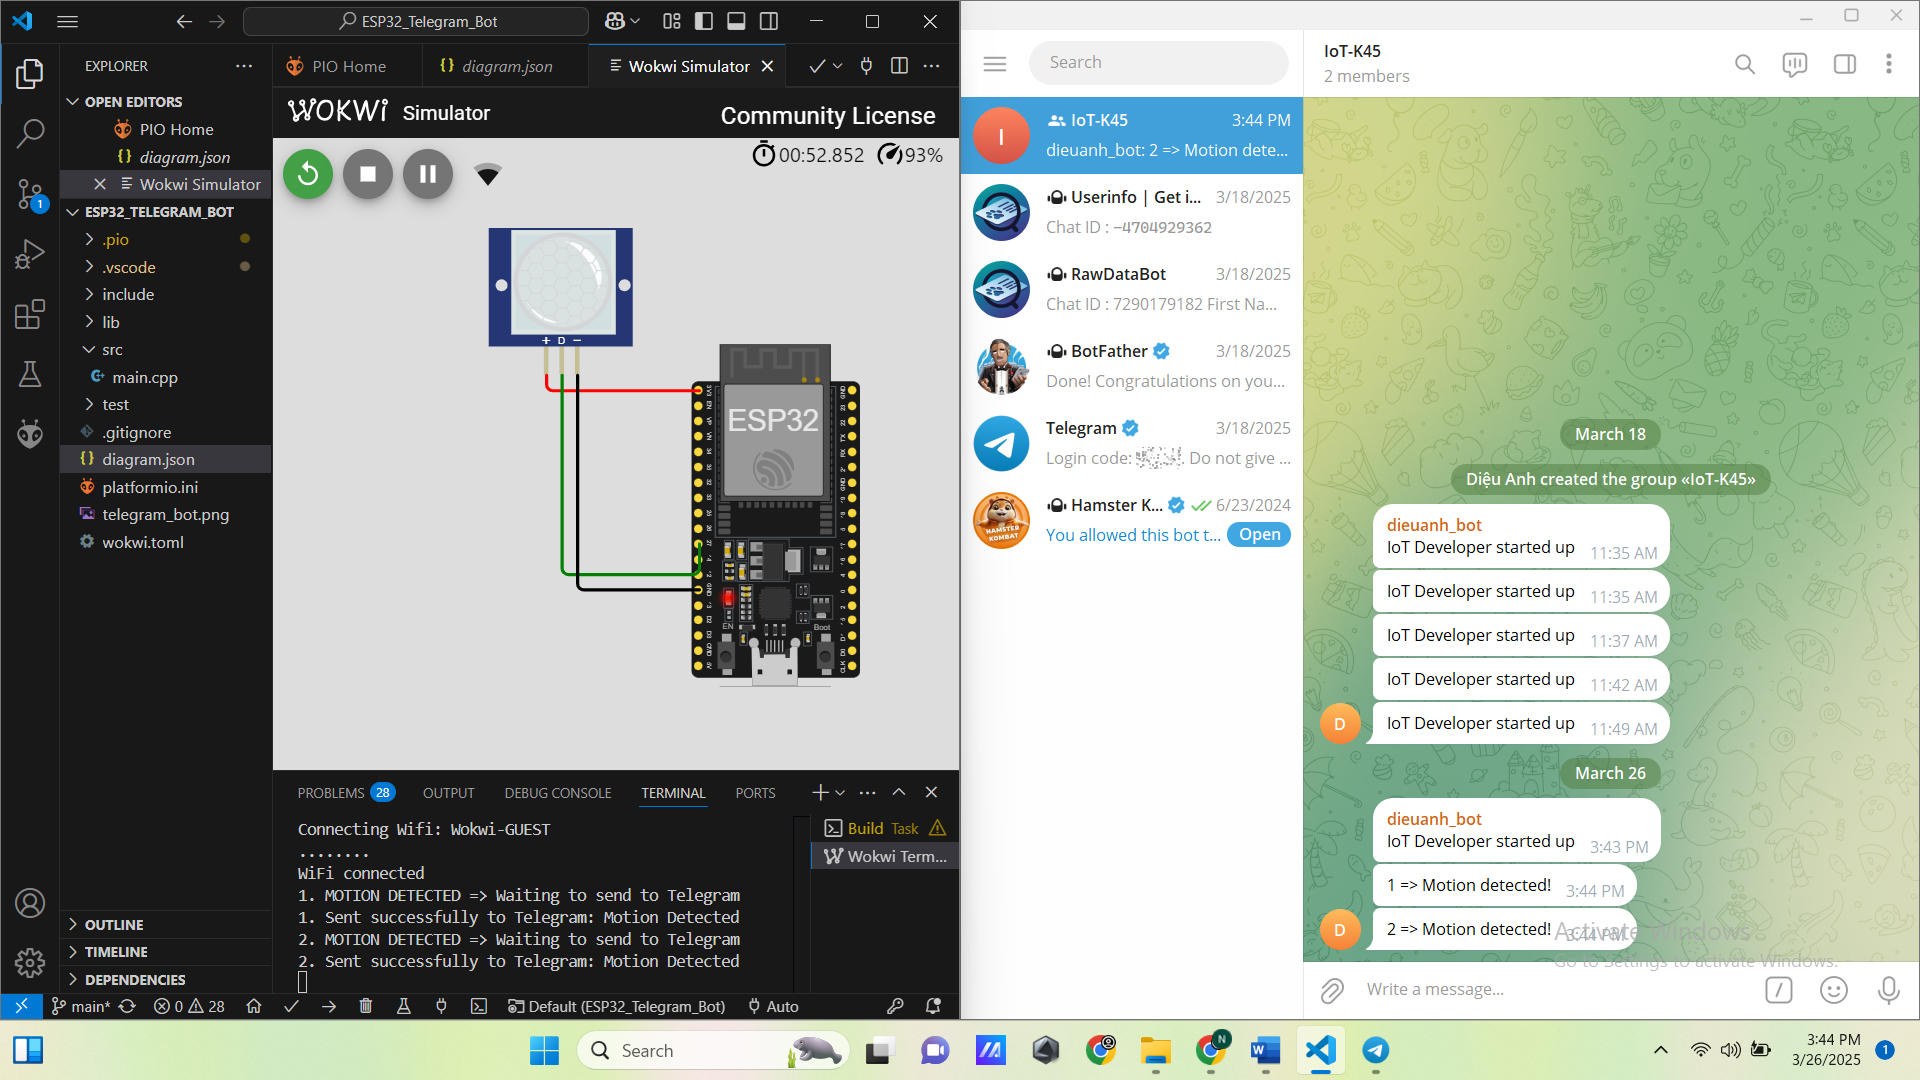 ESP32_Telegram_Bot
EXPLORER
OPEN EDITORS
PIO Home
diagram.json
Wokwi Simulator
ESP32_TELEGRAM_BOT
.pio
.vscode
include
lib
src
main.cpp
test
.gitignore
diagram.json
platformio.ini
telegram_bot.png
wokwi.toml
OUTLINE
TIMELINE
DEPENDENCIES
1
PIO Home
diagram.json
Wokwi Simulator
WOKWI Simulator
Community License
00:52.852 93%
+ D −
ESP32
EN
Boot
PROBLEMS 28
OUTPUT
DEBUG CONSOLE
TERMINAL
PORTS
Connecting Wifi: Wokwi-GUEST
........
WiFi connected
1. MOTION DETECTED => Waiting to send to Telegram
1. Sent successfully to Telegram: Motion Detected
2. MOTION DETECTED => Waiting to send to Telegram
2. Sent successfully to Telegram: Motion Detected
Build Task
Wokwi Term...
main*
0 28
Default (ESP32_Telegram_Bot)
Auto
Search
IoT-K45 3:44 PM
dieuanh_bot: 2 => Motion dete...
Userinfo | Get i... 3/18/2025
Chat ID : −4704929362
RawDataBot 3/18/2025
Chat ID : 7290179182 First Na...
BotFather 3/18/2025
Done! Congratulations on you...
Telegram 3/18/2025
Login code: . Do not give ...
HAMSTER KOMBAT
Hamster K... 6/23/2024
You allowed this bot t... Open
I
IoT-K45
2 members
March 18
Diệu Anh created the group «IoT-K45»
dieuanh_bot
IoT Developer started up 11:35 AM
IoT Developer started up 11:35 AM
IoT Developer started up 11:37 AM
IoT Developer started up 11:42 AM
IoT Developer started up 11:49 AM
D
March 26
dieuanh_bot
IoT Developer started up 3:43 PM
1 => Motion detected! 3:44 PM
2 => Motion detected! 3:44 PM
D
Activate Windows
Go to Settings to activate Windows.
Write a message...
Search
N
W
3:44 PM
3/26/2025
1